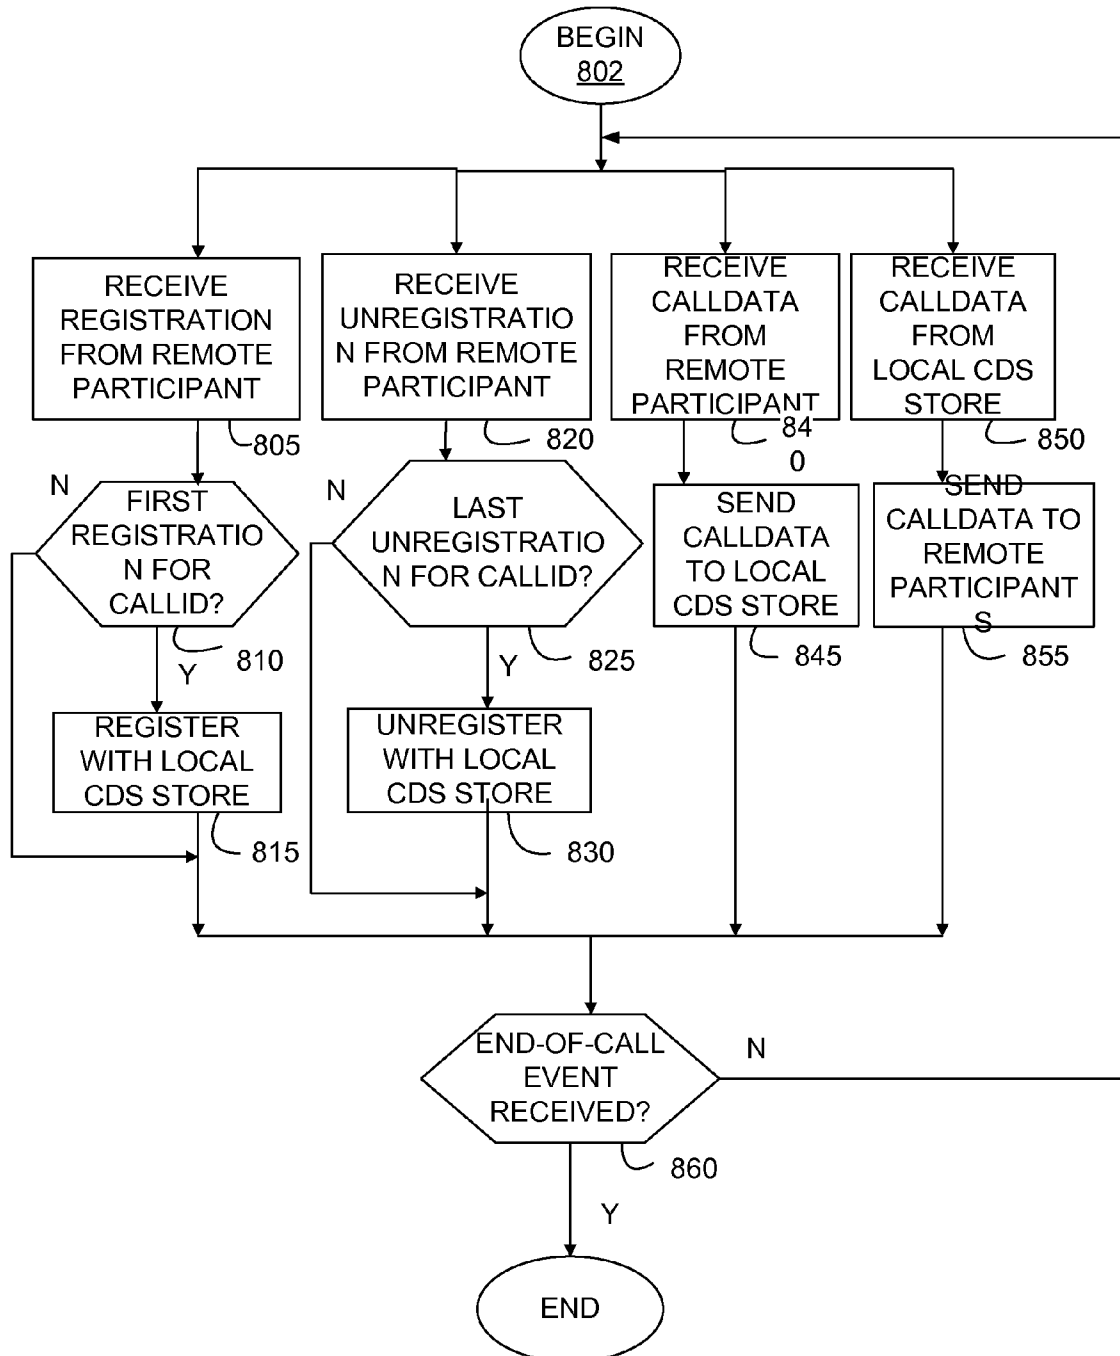 BEGIN
802
RECEIVE
REGISTRATION
FROM REMOTE
PARTICIPANT
805
RECEIVE
UNREGISTRATIO
N FROM REMOTE
PARTICIPANT
820
RECEIVE
CALLDATA
FROM
REMOTE
PARTICIPANT
84
0
RECEIVE
CALLDATA
FROM
LOCAL CDS
STORE
850
N
FIRST
REGISTRATIO
N FOR
CALLID?
810
Y
N
LAST
UNREGISTRATIO
N FOR CALLID?
825
Y
SEND
CALLDATA
TO LOCAL
CDS STORE
845
SEND
CALLDATA TO
REMOTE
PARTICIPANT
S
855
REGISTER
WITH LOCAL
CDS STORE
815
UNREGISTER
WITH LOCAL
CDS STORE
830
END-OF-CALL
EVENT
RECEIVED?
N
860
Y
END